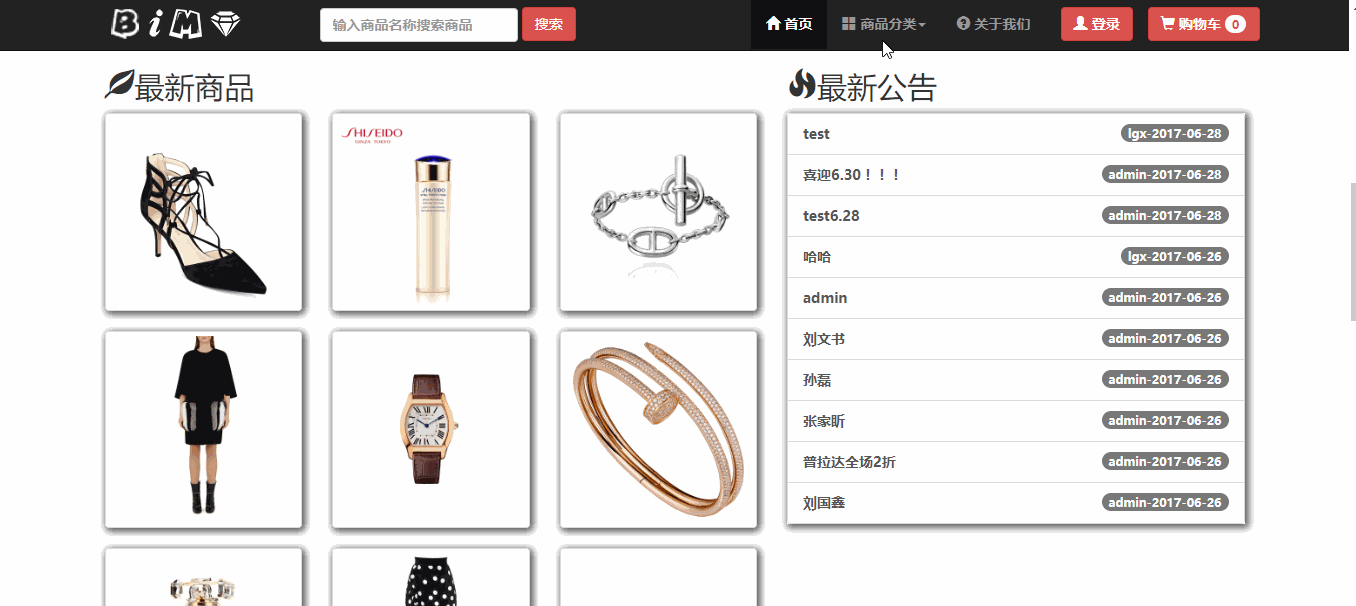 BiM
输入商品名称搜索商品 搜索 首页 商品分类 关于我们 登录 购物车 0
最新商品
最新公告
SHISEIDO
GINZA TOKYO
SHISEIDO
test lgx-2017-06-28
喜迎6.30！！！ admin-2017-06-28
test6.28 admin-2017-06-28
哈哈 lgx-2017-06-26
admin admin-2017-06-26
刘文书 admin-2017-06-26
孙磊 admin-2017-06-26
张家昕 admin-2017-06-26
普拉达全场2折 admin-2017-06-26
刘国鑫 admin-2017-06-26